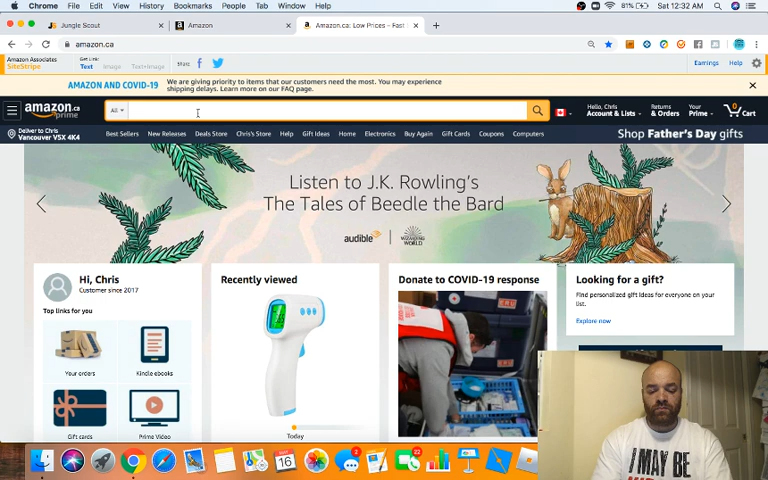 Chrome File Edit View History Bookmarks People Tab Window Help
81% Sat 12:32 AM
Jungle Scout
Amazon
Amazon.ca: Low Prices – Fast
amazon.ca
Amazon Associates
SiteStripe
Get Link:
Text Image Text+Image
Share
Earnings Help
AMAZON AND COVID-19
We are giving priority to items that our customers need the most. You may experience
shipping delays. Learn more on our FAQ page.
amazon.ca
prime
All
Hello, Chris
Account & Lists
Returns
& Orders
Your
Prime
0
Cart
Deliver to Chris
Vancouver V5X 4K4
Best Sellers New Releases Deals Store Chris's Store Help Gift Ideas Home Electronics Buy Again Gift Cards Coupons Computers
Shop Father's Day gifts
Listen to J.K. Rowling's
The Tales of Beedle the Bard
audible
WIZARDING
WORLD
Hi, Chris
Customer since 2017
Top links for you
Your orders
Kindle ebooks
Gift cards
Prime Video
Recently viewed
Today
Donate to COVID-19 response
Looking for a gift?
Find personalized gift ideas for everyone on your
list.
Explore now
MAY
16
I MAY BE